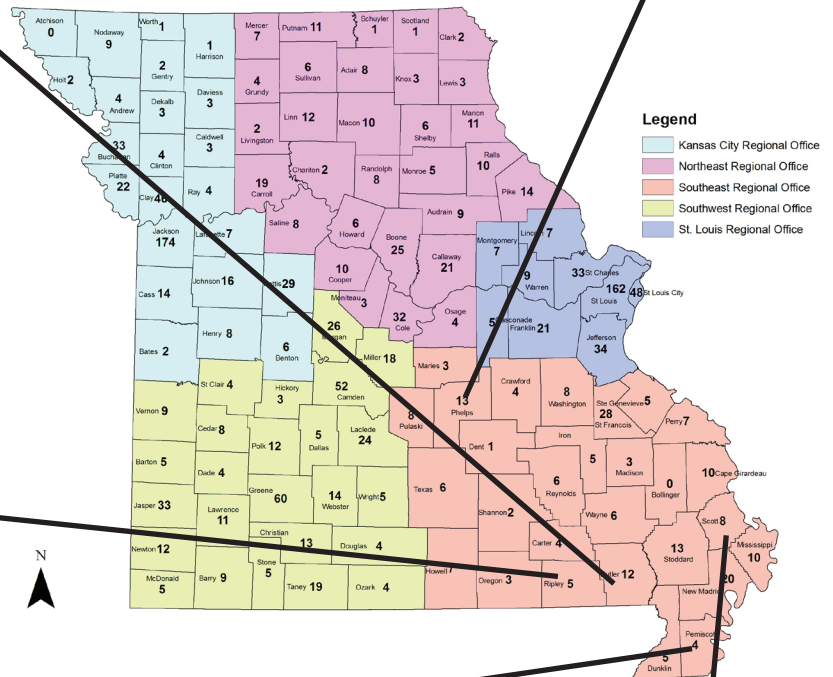 Atchison
0
Nodaway
9
Worth 1
1
Harrison
Mercer
7
Putnam 11
Schuyler
1
Scotland
1
Clark 2
Holt 2
2
Gentry
4
Grundy
6
Sullivan
Adair 8
Knox 3
Lewis 3
4
Andrew
Dekalb
3
Daviess
3
Linn 12
Macon 10
6
Shelby
Marion
11
Legend
Kansas City Regional Office
Northeast Regional Office
Southeast Regional Office
Southwest Regional Office
St. Louis Regional Office
33
4
Clinton
Caldwell
3
2
Livingston
Chariton 2
Randolph
8
Monroe 5
Ralls
10
Platte
22
Clay
Ray 4
19
Carroll
Pike 14
Jackson
174
7
Saline 8
6
Howard
Boone
25
Audrain 9
Callaway
21
Montgomery
7
7
9
Warren
33 St Charles
162
St Louis
48 St Louis City
Cass 14
Johnson 16
29
10
Cooper
Moniteau
3
32
Cole
Osage
4
5
Franklin 21
Jefferson
34
Bates 2
Henry 8
6
Benton
26
Miller 18
Maries 3
St Clair 4
Hickory
3
52
Camden
8
Pulaski
13
Phelps
Crawford
4
8
Washington
Ste Genevieve 5
28
St Francois
Perry 7
Vernon 9
Cedar 8
Polk 12
5
Dallas
Laclede
24
Dent 1
Iron
5
3
Madison
0
Bollinger
10 Cape Girardeau
Barton 5
Dade 4
Greene
60
14
Webster
Wright 5
Texas 6
6
Reynolds
Jasper 33
Lawrence
11
Christian
13
Douglas 4
Shannon 2
Wayne 6
Scott 8
N
Newton 12
Stone
5
Carter 4
13
Stoddard
Mississippi
10
McDonald
5
Barry 9
Taney 19
Ozark 4
Howell
Oregon 3
Ripley 5
12
20
New Madrid
Pemiscot
4
5
Dunklin